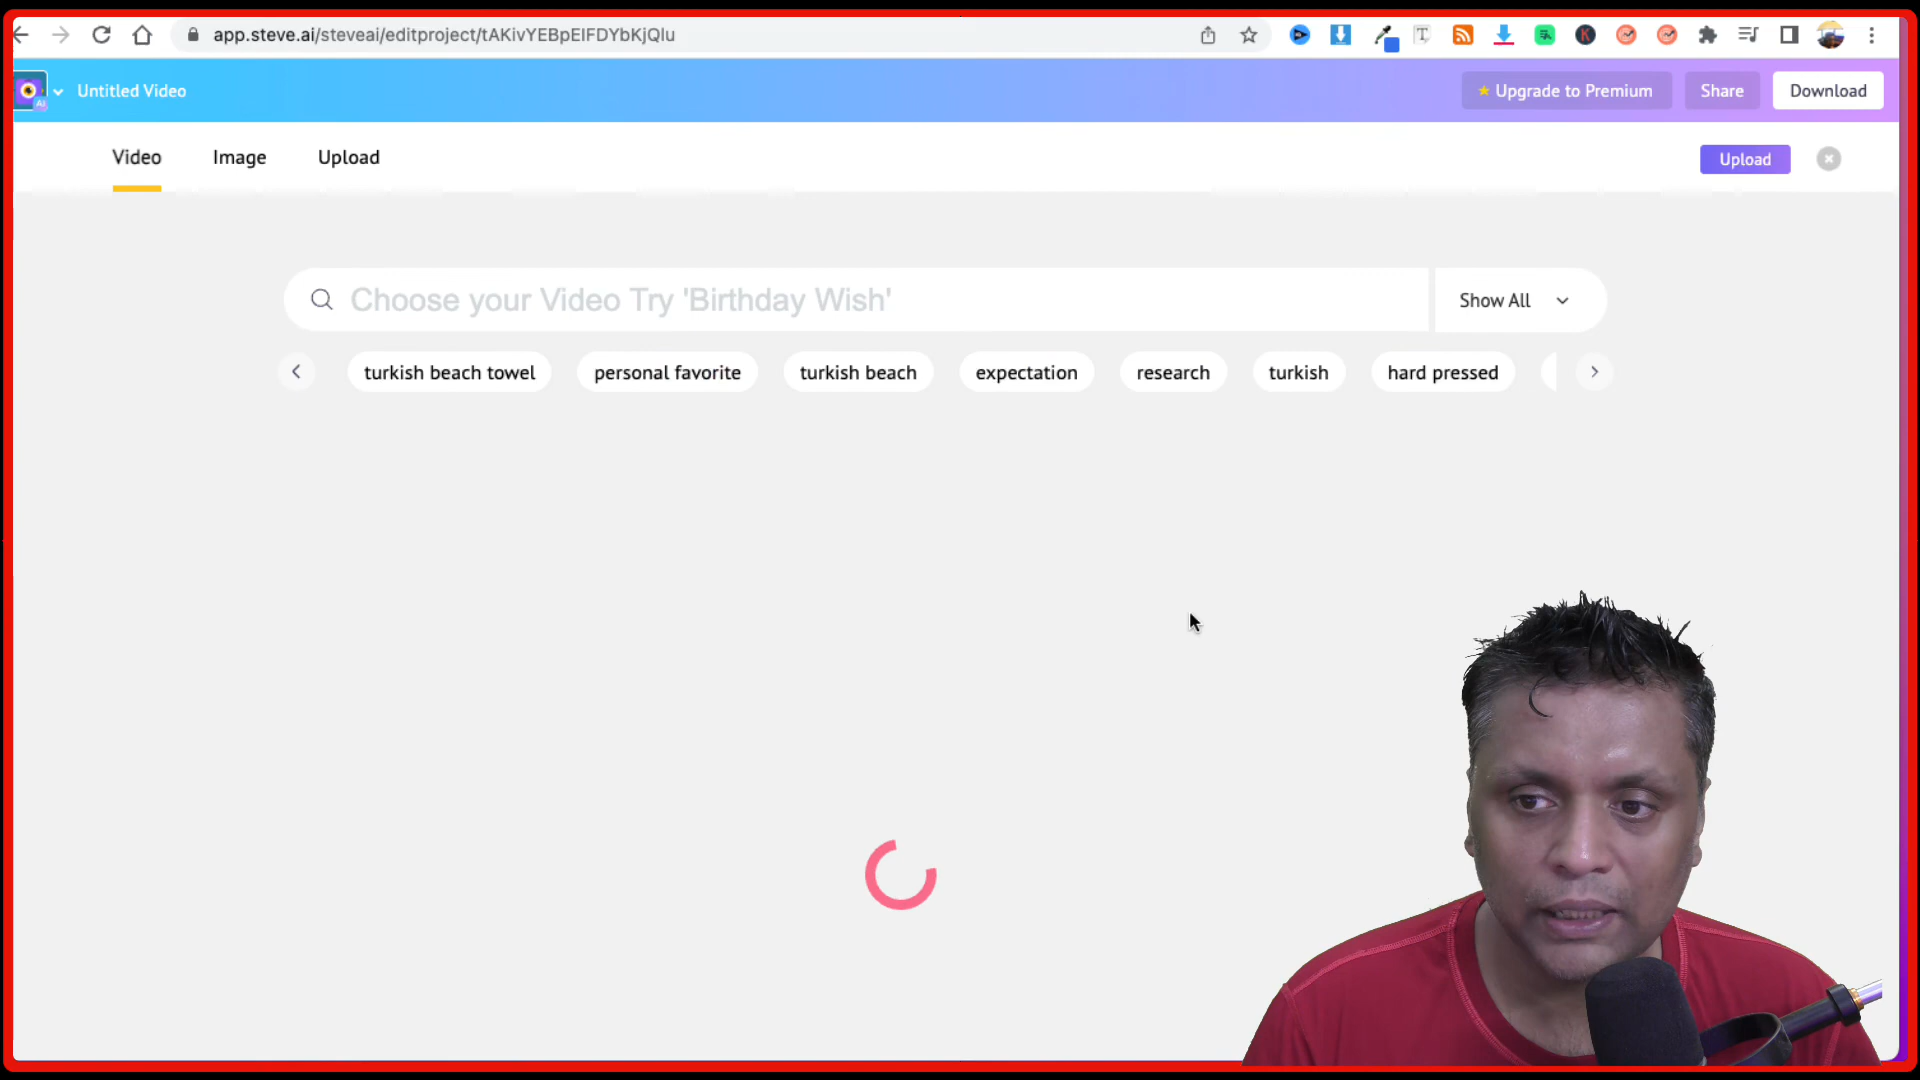 app.steve.ai/steveai/editproject/tAKivYEBpEIFDYbKjQlu
AI Untitled Video Upgrade to Premium Share Download
Video Image Upload Upload
Choose your Video Try 'Birthday Wish' Show All
turkish beach towel personal favorite turkish beach expectation research turkish hard pressed